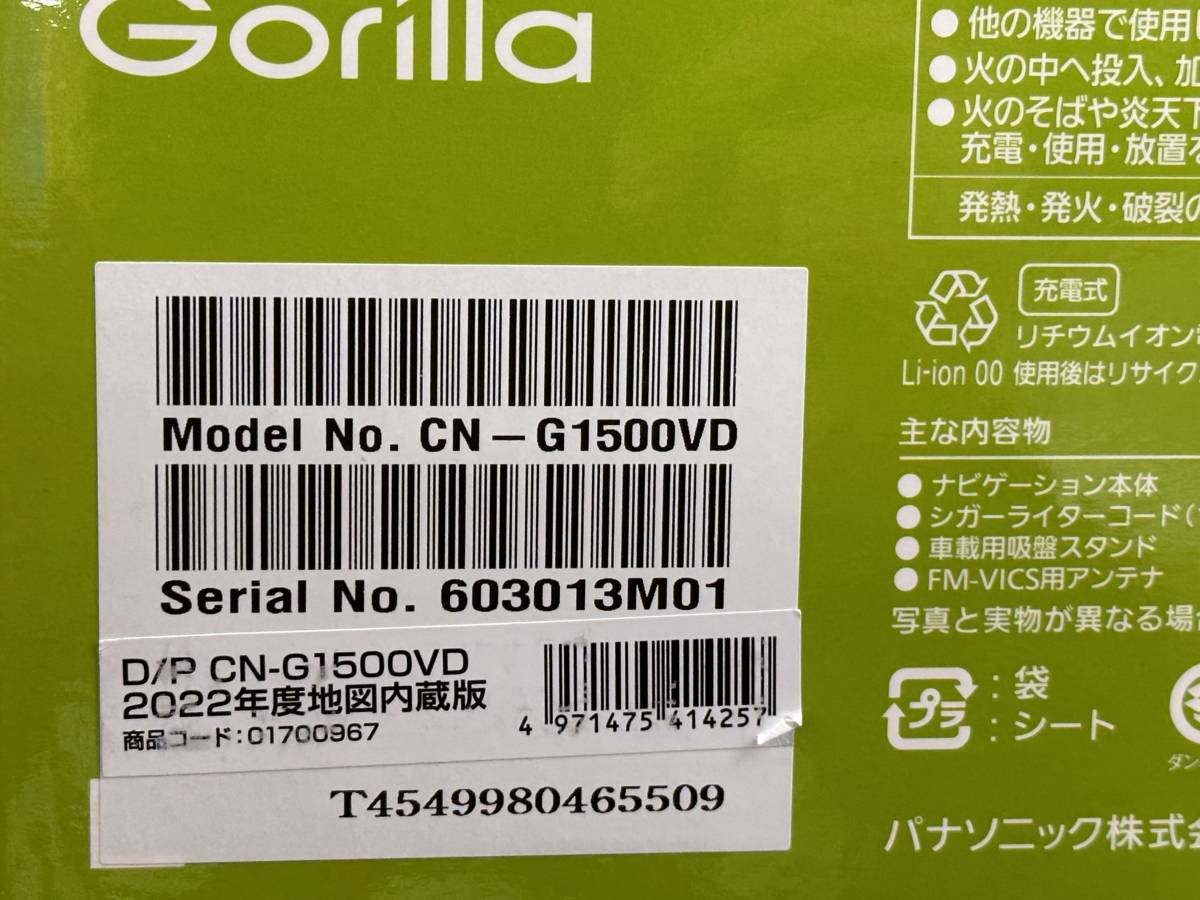 Gorilla
●他の機器で使用
●火の中へ投入、加
●火のそばや炎天下
充電・使用・放置
発熱・発火・破裂の
充電式
リチウムイオン
Li-ion 00 使用後はリサイク
主な内容物
●ナビゲーション本体
●シガーライターコード(
●車載用吸盤スタンド
●FM-VICS用アンテナ
写真と実物が異なる場
プラ
:袋
:シート
ダン
パナソニック株式会
Model No. CN-G1500VD
Serial No. 603013M01
D/P CN-G1500VD
2022年度地図内蔵版
商品コード:01700967
4 971475 414257
T4549980465509